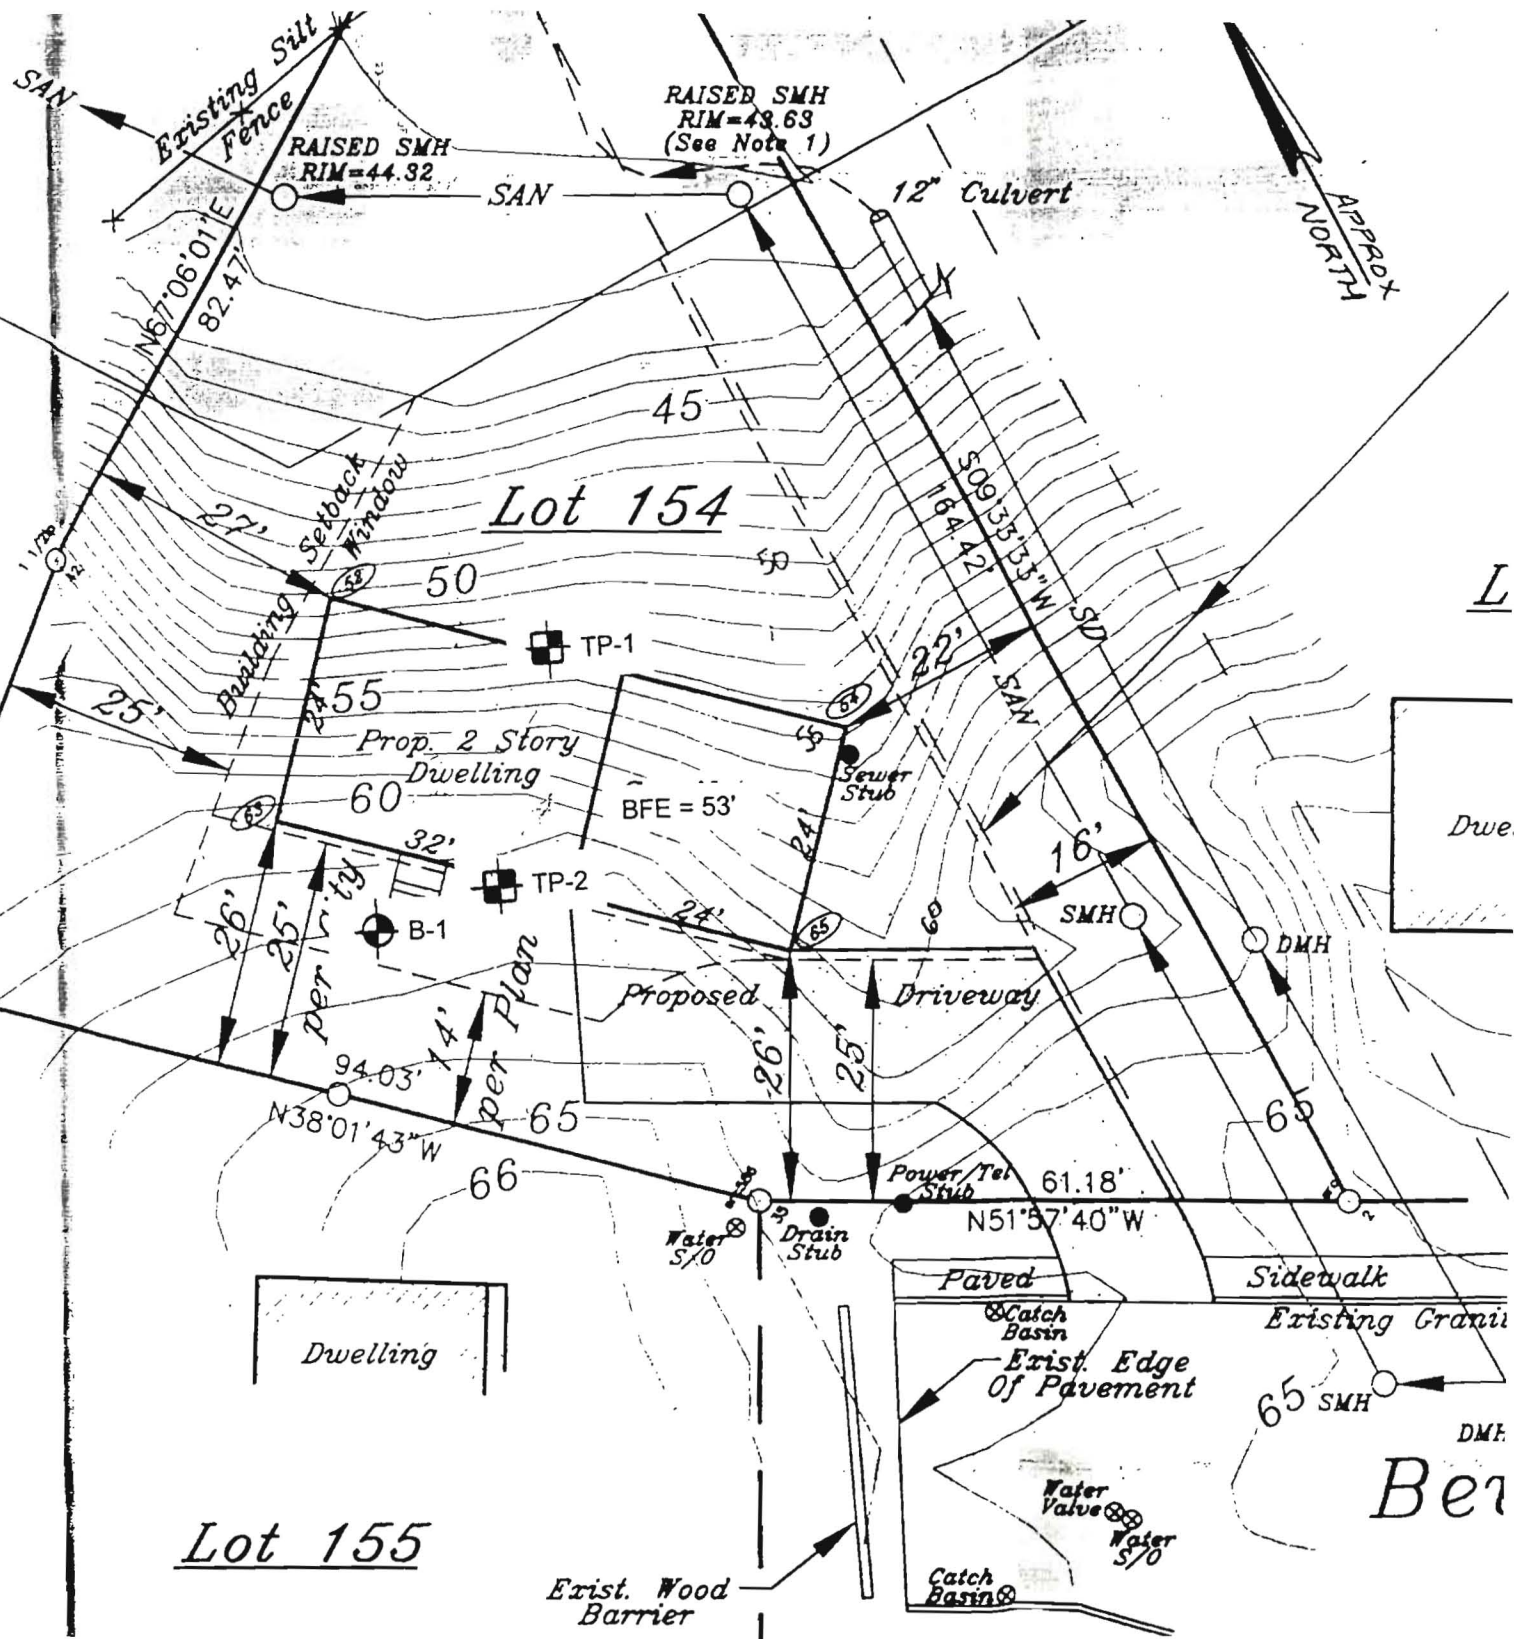 SAN
Existing Silt
Fence
RAISED SMH
RIM=44.32
RAISED SMH
RIM=43.63
(See Note 1)
SAN
12" Culvert
APPROX
NORTH
N67°06'01"E
82.47'
45
Lot 154
27'
Building Setback
Window
50
50
S09°33'33"W
164.42'
SD
SAN
TP-1
22'
L
25'
55
24'
55
Prop. 2 Story
Dwelling
Sewer
Stub
60
BFE = 53'
24'
63
32'
16'
Dwe
TP-2
24'
65
60
SMH
DMH
B-1
26'
25'
per
14'
per Plan
Proposed
Driveway
26'
25'
94.03'
N38°01'43"W
65
65
66
Power/Tel
Stub
61.18'
N51°57'40"W
Water
S/O
Drain
Stub
Paved
Sidewalk
Catch
Basin
Existing Grani
Dwelling
Exist. Edge
Of Pavement
65
SMH
DMH
Ber
Water
Valve
Water
S/O
Lot 155
Exist. Wood
Barrier
Catch
Basin